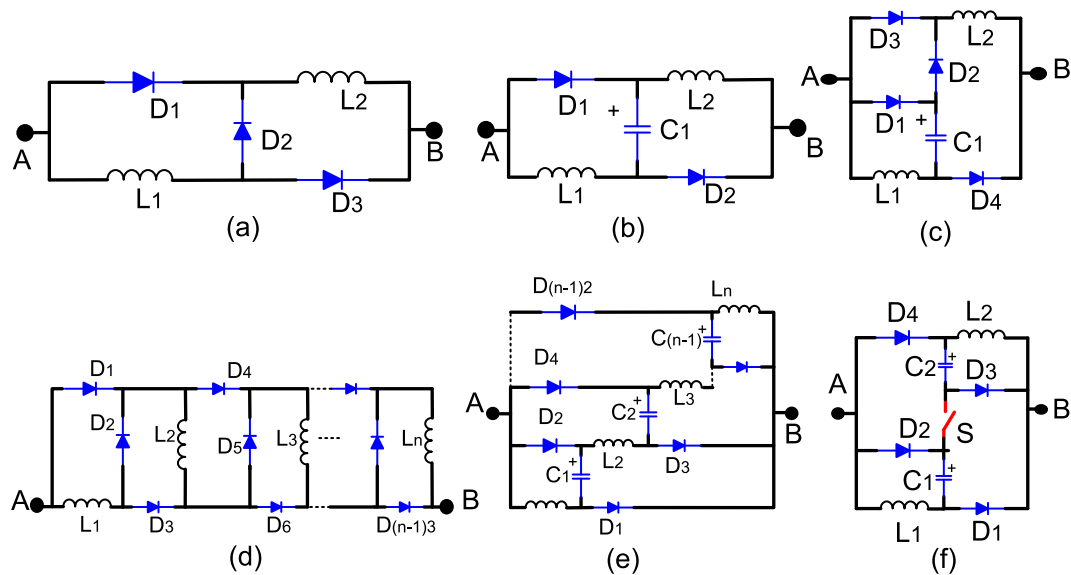 A
D1
L2
D2
L1
D3
B
(a)
A
D1
L2
+
C1
L1
D2
B
(b)
D3
L2
A
D2
B
D1
+
C1
L1
D4
(c)
D1
D4
D2
L2
D5
L3
Ln
A
L1
D3
D6
D(n-1)3
B
(d)
D(n-1)2
Ln
C(n-1)
+
D4
L3
A
D2
C2
+
B
L2
D3
C1
+
D1
(e)
D4
L2
C2
+
D3
A
B
D2
S
C1
+
L1
D1
(f)